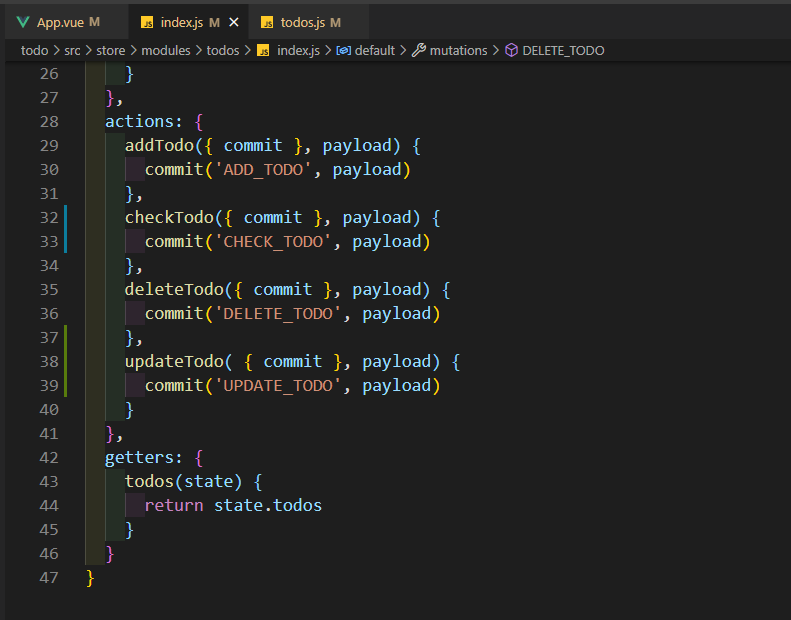 App.vue M JS index.js M × JS todos.js M
todo > src > store > modules > todos > JS index.js > default > mutations > DELETE_TODO
26 }
27 },
28 actions: {
29 addTodo({ commit }, payload) {
30 commit('ADD_TODO', payload)
31 },
32 checkTodo({ commit }, payload) {
33 commit('CHECK_TODO', payload)
34 },
35 deleteTodo({ commit }, payload) {
36 commit('DELETE_TODO', payload)
37 },
38 updateTodo( { commit }, payload) {
39 commit('UPDATE_TODO', payload)
40 }
41 },
42 getters: {
43 todos(state) {
44 return state.todos
45 }
46 }
47 }